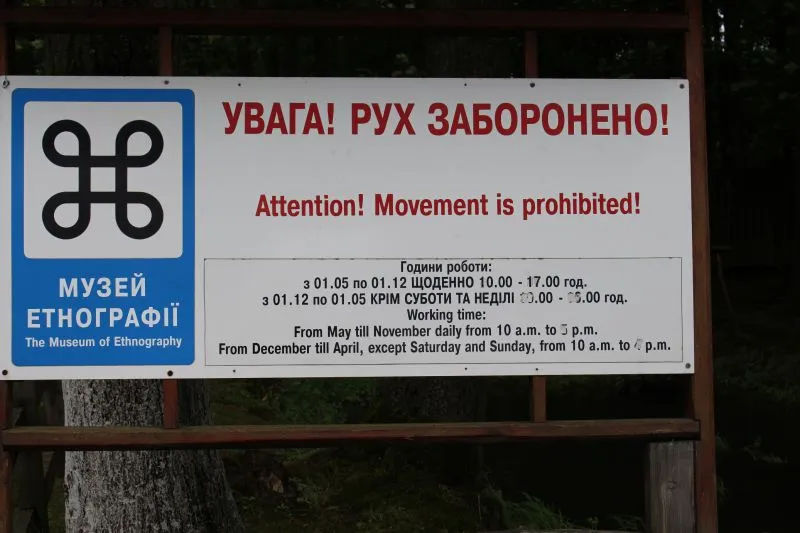 УВАГА! РУХ ЗАБОРОНЕНО!
Attention! Movement is prohibited!
МУЗЕЙ
ЕТНОГРАФІЇ
The Museum of Ethnography
Години роботи:
з 01.05 по 01.12 ЩОДЕННО 10.00 - 17.00 год.
з 01.12 по 01.05 КРІМ СУБОТИ ТА НЕДІЛІ год.
Working time:
From May till November daily from 10 a.m. to p.m.
From December till April, except Saturday and Sunday, from 10 a.m. to p.m.